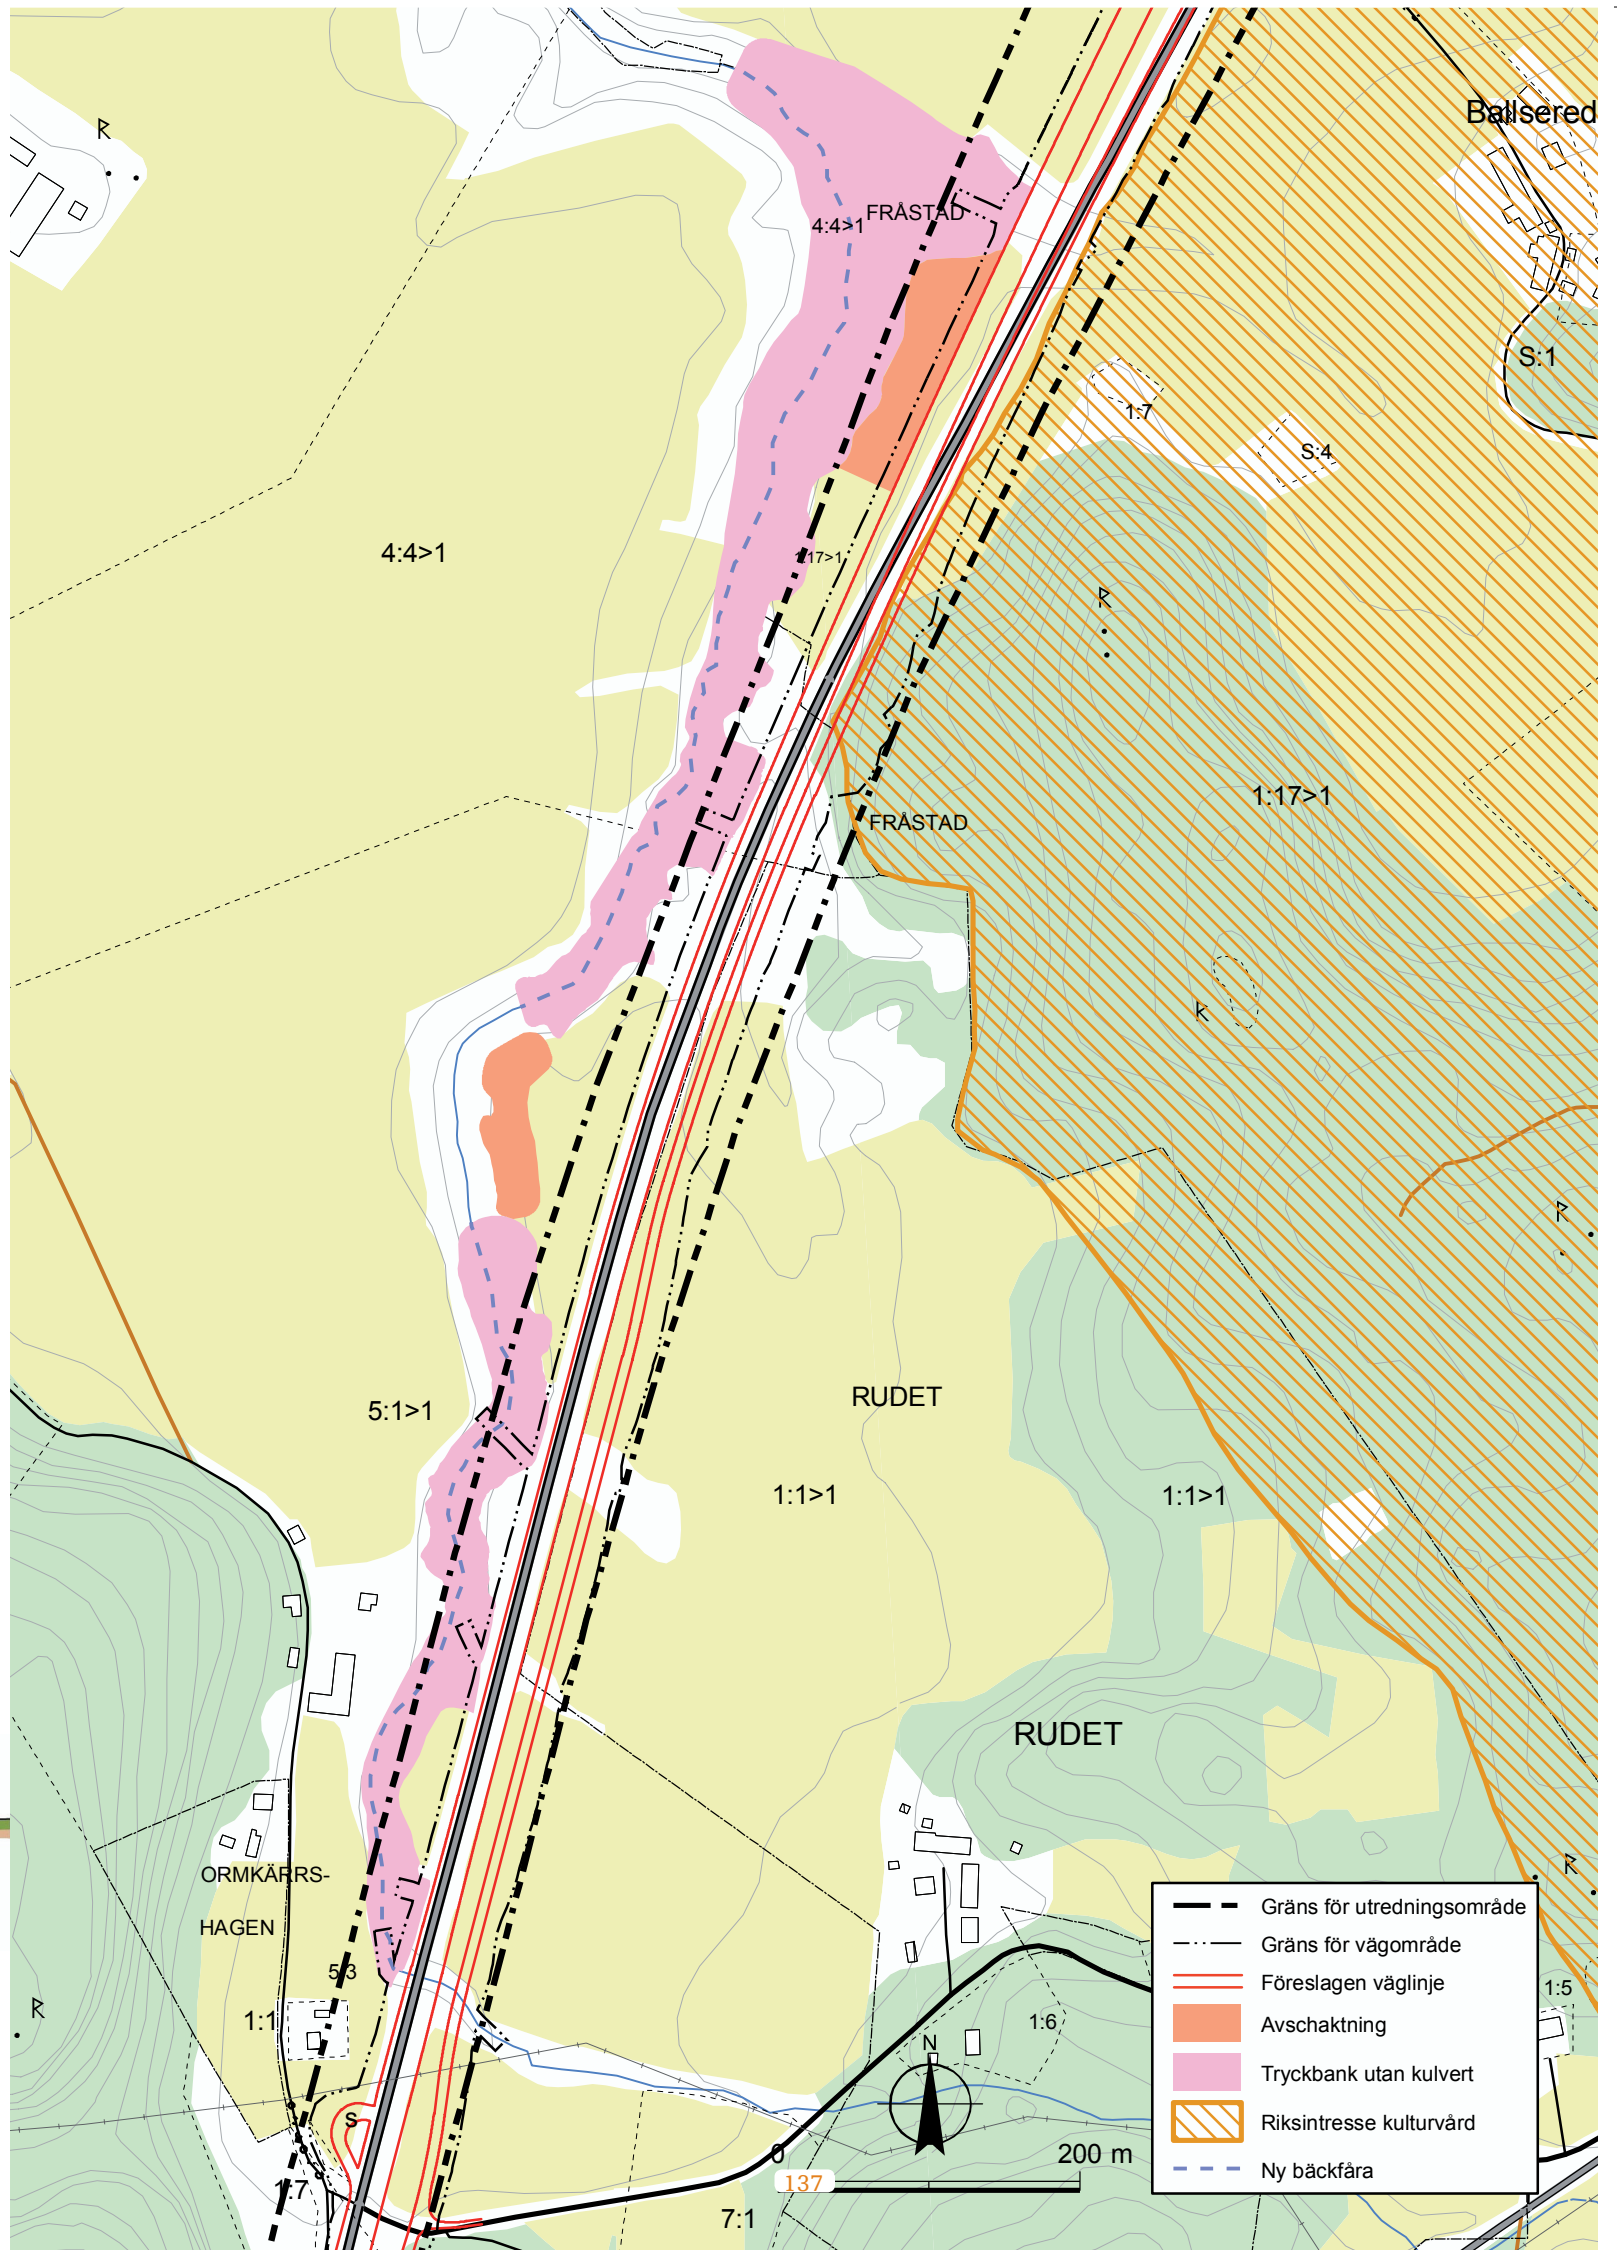 Ballsered
R
FRÅSTAD
4:4>1
S:1
1:7
S:4
4:4>1
1:17>1
R
1:17>1
FRÅSTAD
R
RUDET
5:1>1
1:1>1
1:1>1
RUDET
ORMKÄRRS-
HAGEN
5:3
1:1
R
R
S
1:7
7:1
1:6
1:5
N
0
200 m
137
Gräns för utredningsområde
Gräns för vägområde
Föreslagen väglinje
Avschaktning
Tryckbank utan kulvert
Riksintresse kulturvård
Ny bäckfåra